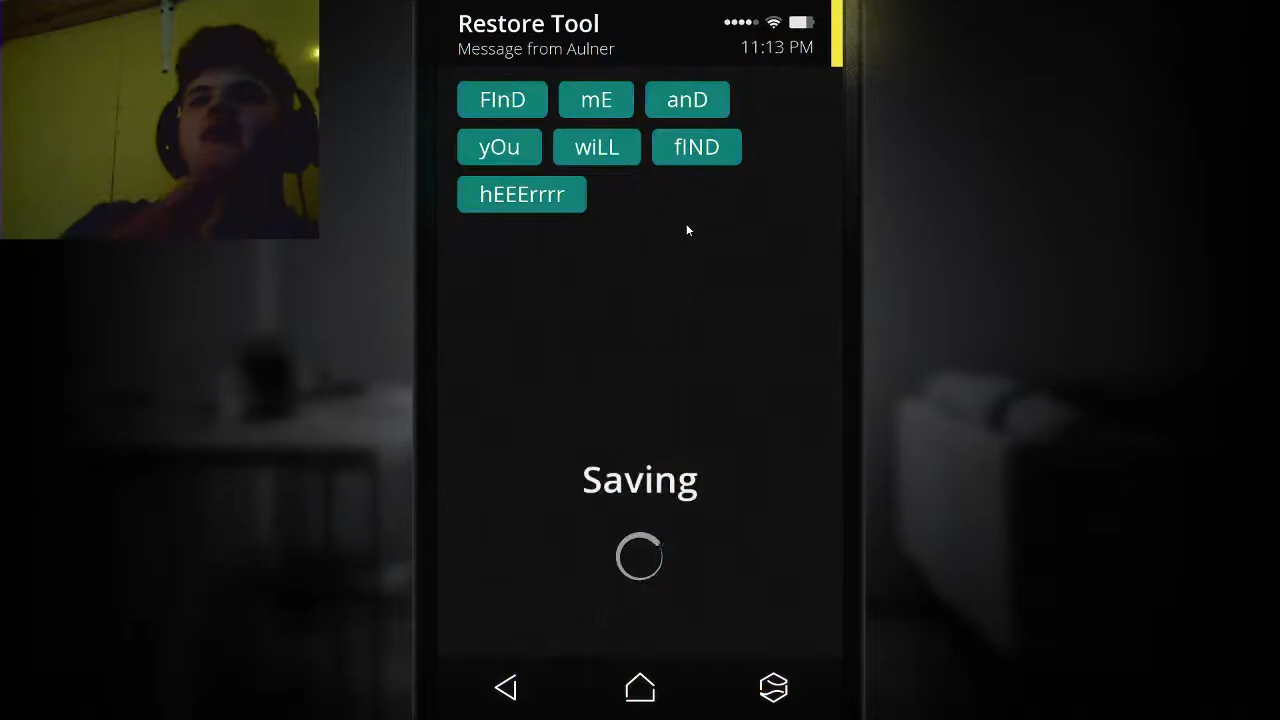 Restore Tool
Message from Aulner
11:13 PM
FInD mE anD
yOu wiLL fIND
hEEErrrr
Saving